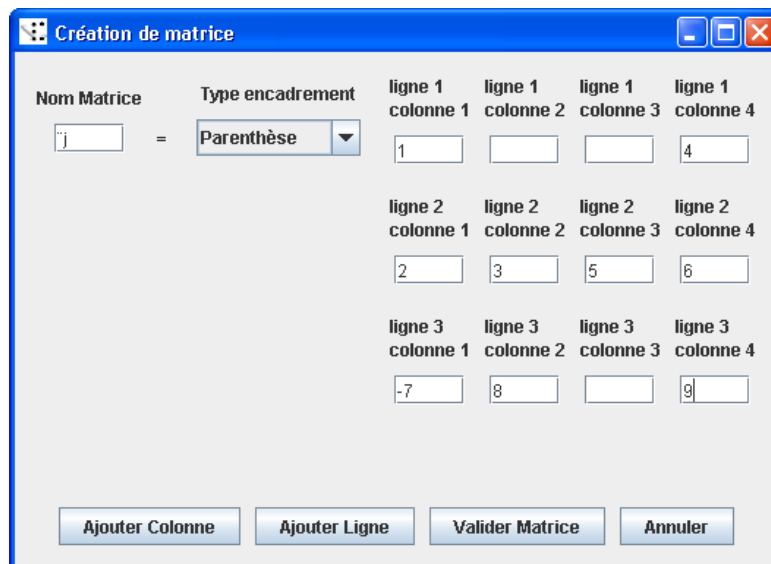 Création de matrice
Nom Matrice
Type encadrement
¨j
=
Parenthèse
ligne 1 colonne 1
ligne 1 colonne 2
ligne 1 colonne 3
ligne 1 colonne 4
1
4
ligne 2 colonne 1
ligne 2 colonne 2
ligne 2 colonne 3
ligne 2 colonne 4
2
3
5
6
ligne 3 colonne 1
ligne 3 colonne 2
ligne 3 colonne 3
ligne 3 colonne 4
-7
8
9
Ajouter Colonne
Ajouter Ligne
Valider Matrice
Annuler